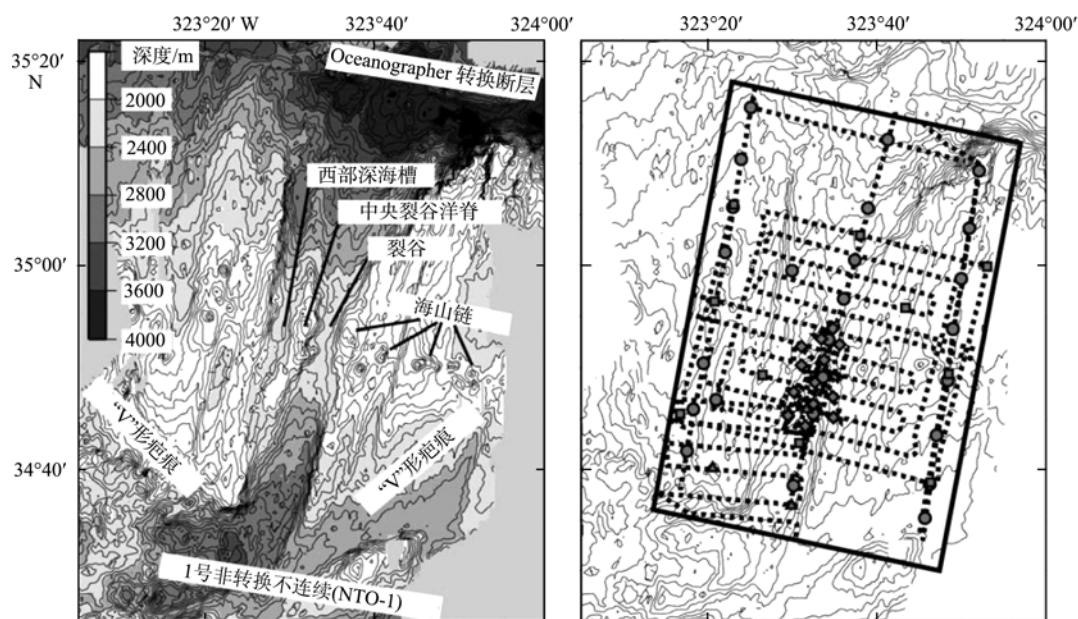 323°20' W
323°40'
324°00'
323°20'
323°40'
324°00'
35°20'
N
35°00'
34°40'
深度/m
2000
2400
2800
3200
3600
4000
Oceanographer 转换断层
西部深海槽
中央裂谷洋脊
裂谷
海山链
“V”形疤痕
“V”形疤痕
1号非转换不连续(NTO-1)